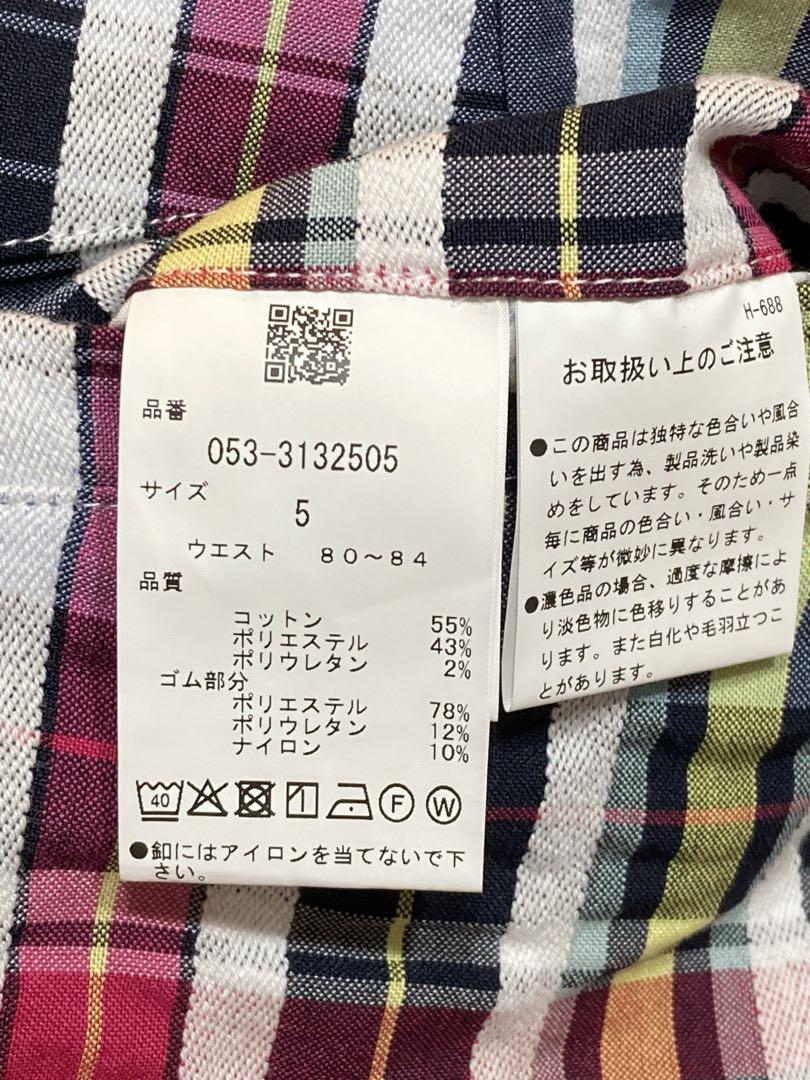 品番
053-3132505
サイズ
5
ウエスト 80～84
品質
コットン 55%
ポリエステル 43%
ポリウレタン 2%
ゴム部分
ポリエステル 78%
ポリウレタン 12%
ナイロン 10%
40
F
W
●釦にはアイロンを当てないで下
さい。
H-688
お取扱い上のご注意
●この商品は独特な色合いや風合
いを出す為、製品洗いや製品染
めをしています。そのため一点
毎に商品の色合い・風合い・サ
イズ等が微妙に異なります。
●濃色品の場合、過度な摩擦によ
り淡色物に色移りすることがあ
ります。また白化や毛羽立つこ
とがあります。